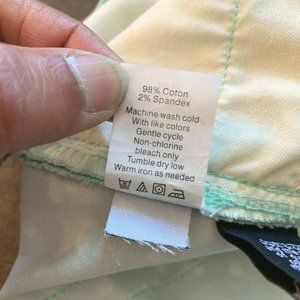 98% Coton
2% Spandex
Machine wash cold
With like colors
Gentle cycle
Non-chlorine
bleach only
Tumble dry low
Warm iron as needed